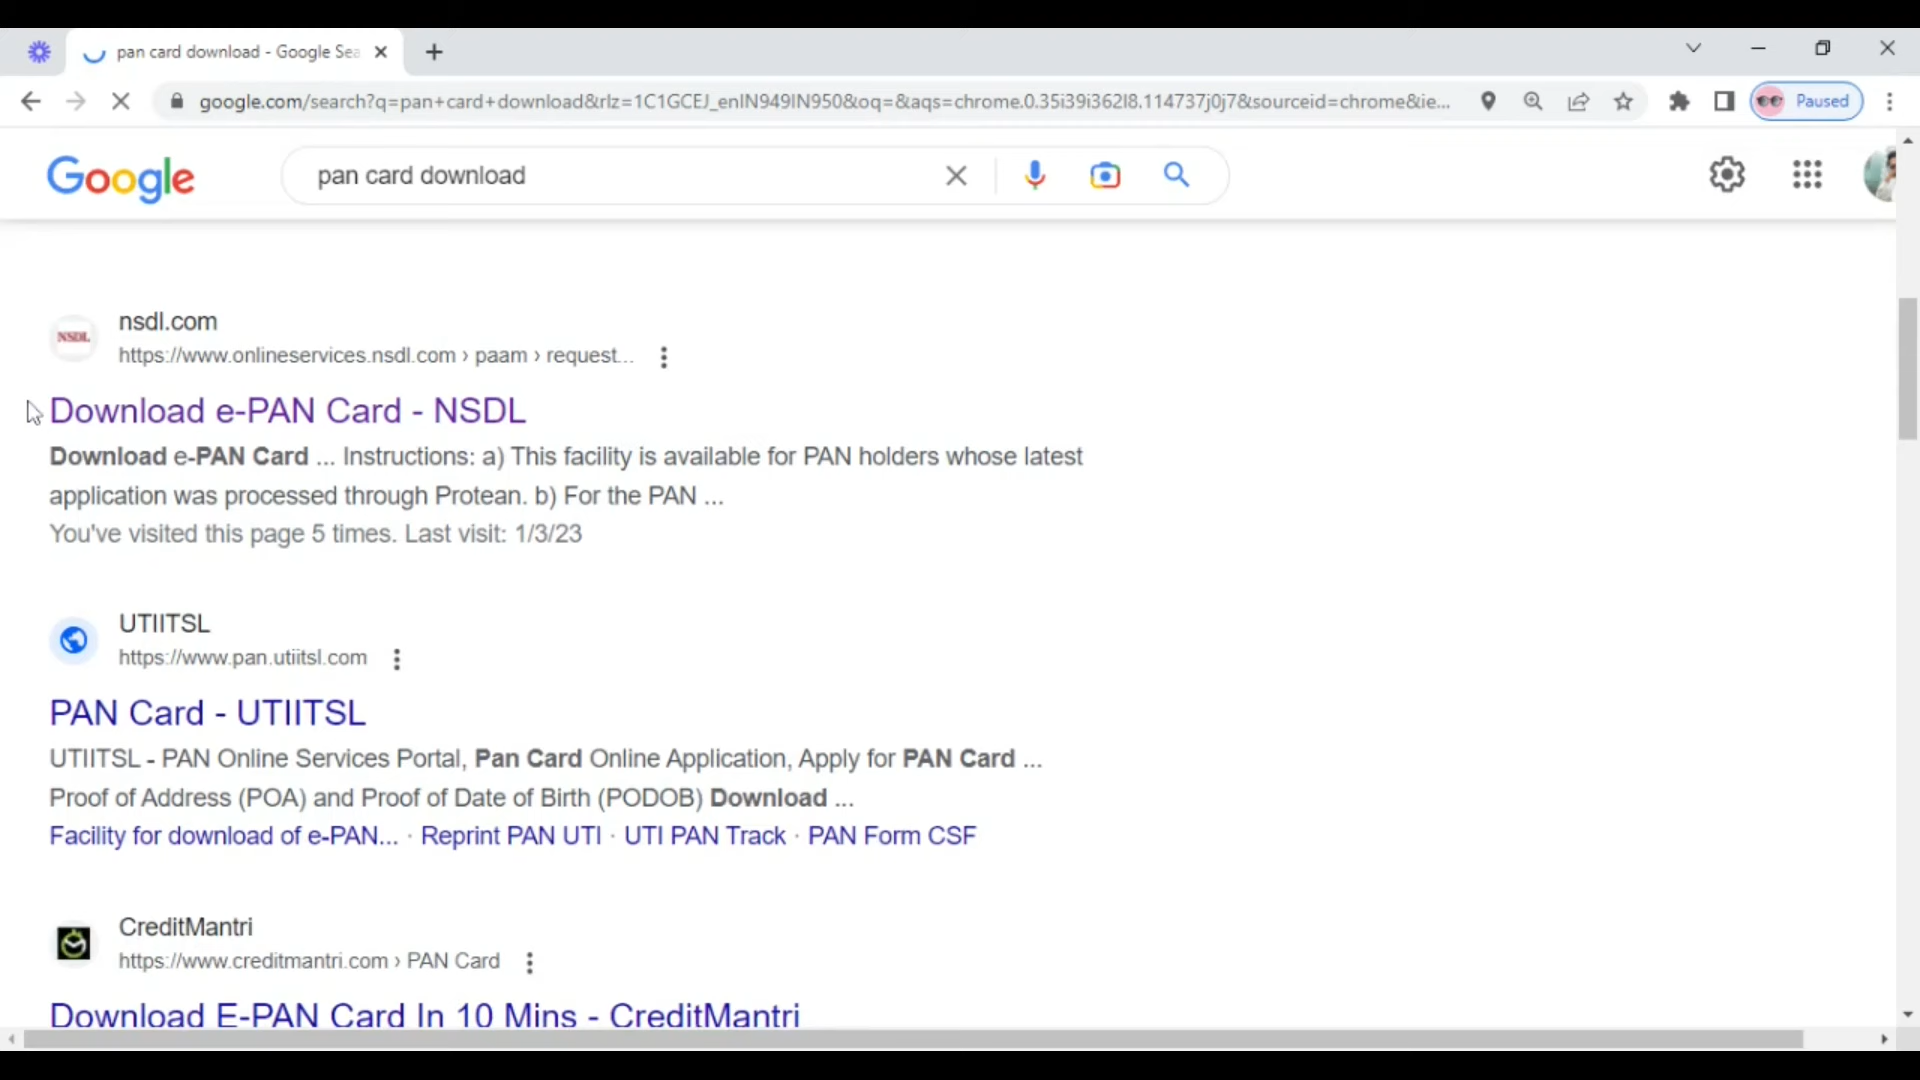 pan card download - Google Sea
google.com/search?q=pan+card+download&rlz=1C1GCEJ_enIN949IN950&oq=&aqs=chrome.0.35i39i362l8.114737j0j7&sourceid=chrome&ie...
Paused
Google
pan card download
NSDL
nsdl.com
https://www.onlineservices.nsdl.com › paam › request...
Download e-PAN Card - NSDL
Download e-PAN Card ... Instructions: a) This facility is available for PAN holders whose latest
application was processed through Protean. b) For the PAN ...
You've visited this page 5 times. Last visit: 1/3/23
UTIITSL
https://www.pan.utiitsl.com
PAN Card - UTIITSL
UTIITSL - PAN Online Services Portal, Pan Card Online Application, Apply for PAN Card ...
Proof of Address (POA) and Proof of Date of Birth (PODOB) Download ...
Facility for download of e-PAN... · Reprint PAN UTI · UTI PAN Track · PAN Form CSF
CreditMantri
https://www.creditmantri.com › PAN Card
Download E-PAN Card In 10 Mins - CreditMantri